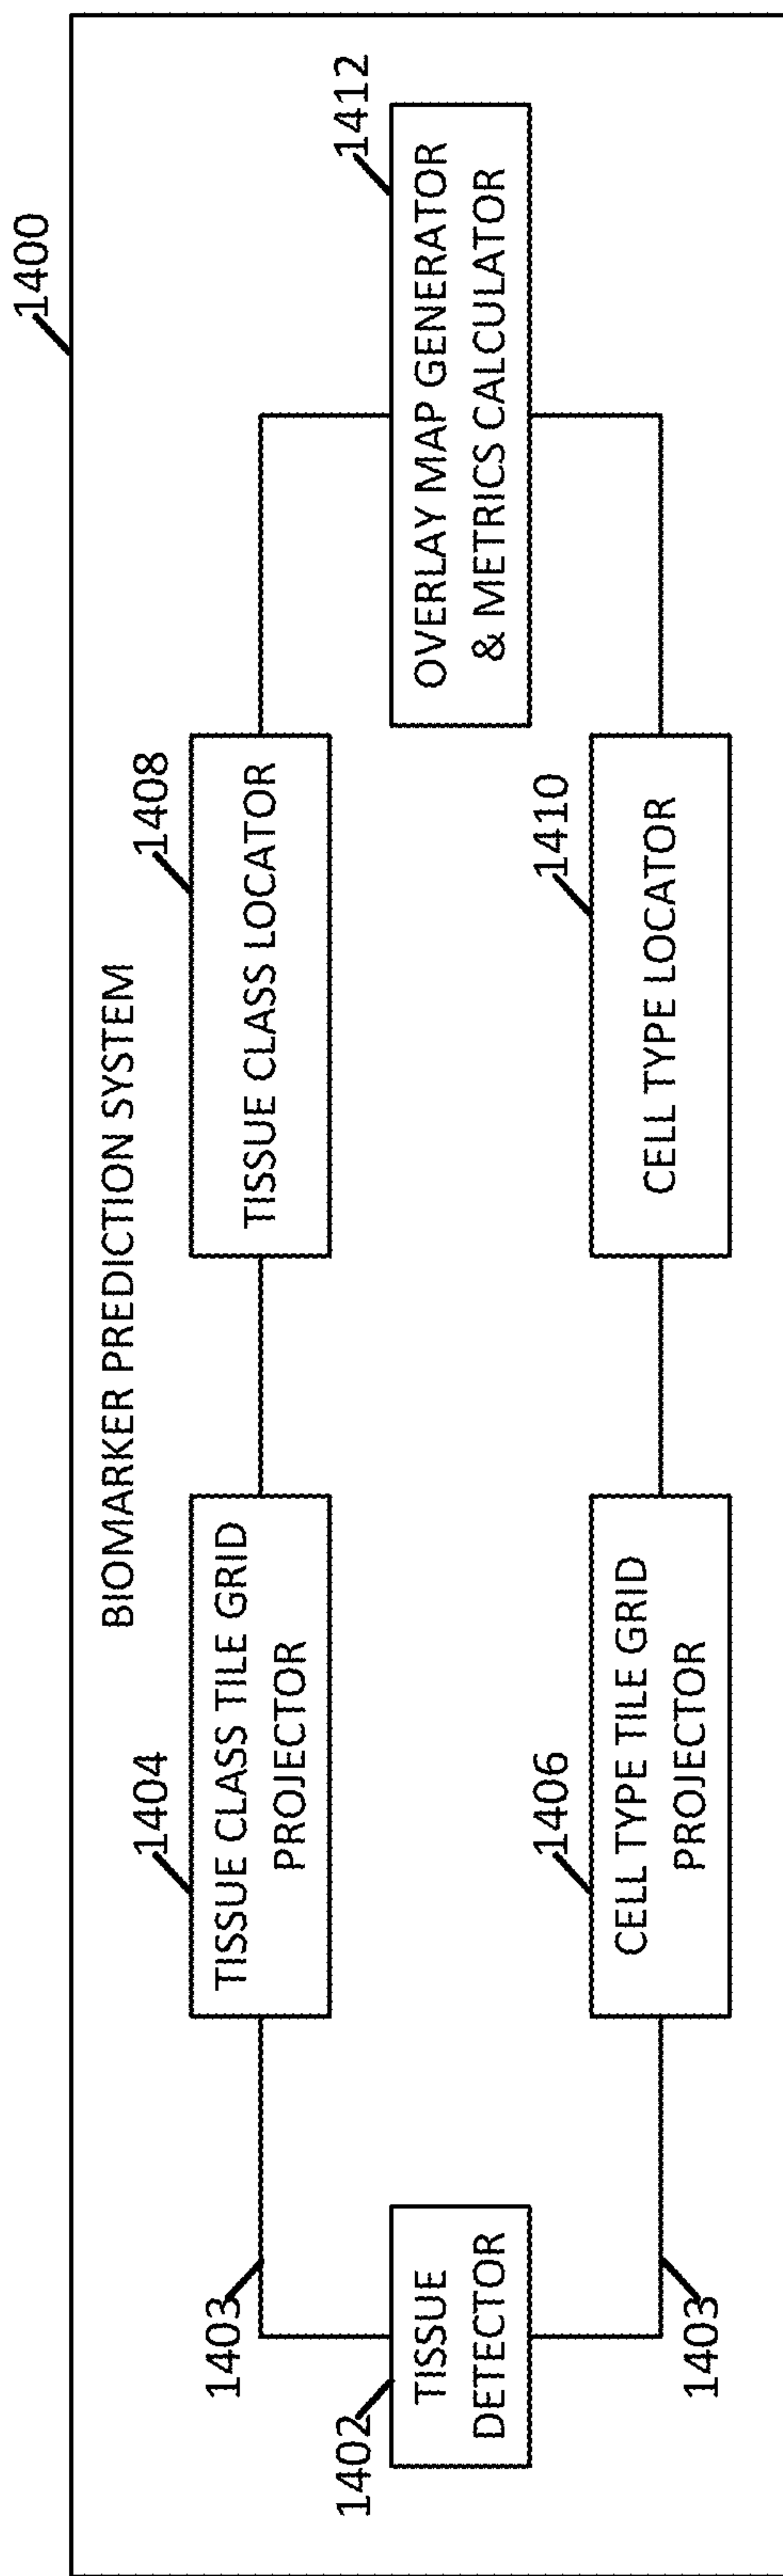 1400
BIOMARKER PREDICTION SYSTEM
1402
TISSUE
DETECTOR
1403
1403
1404
TISSUE CLASS TILE GRID
PROJECTOR
1406
CELL TYPE TILE GRID
PROJECTOR
1408
TISSUE CLASS LOCATOR
1410
CELL TYPE LOCATOR
1412
OVERLAY MAP GENERATOR
& METRICS CALCULATOR